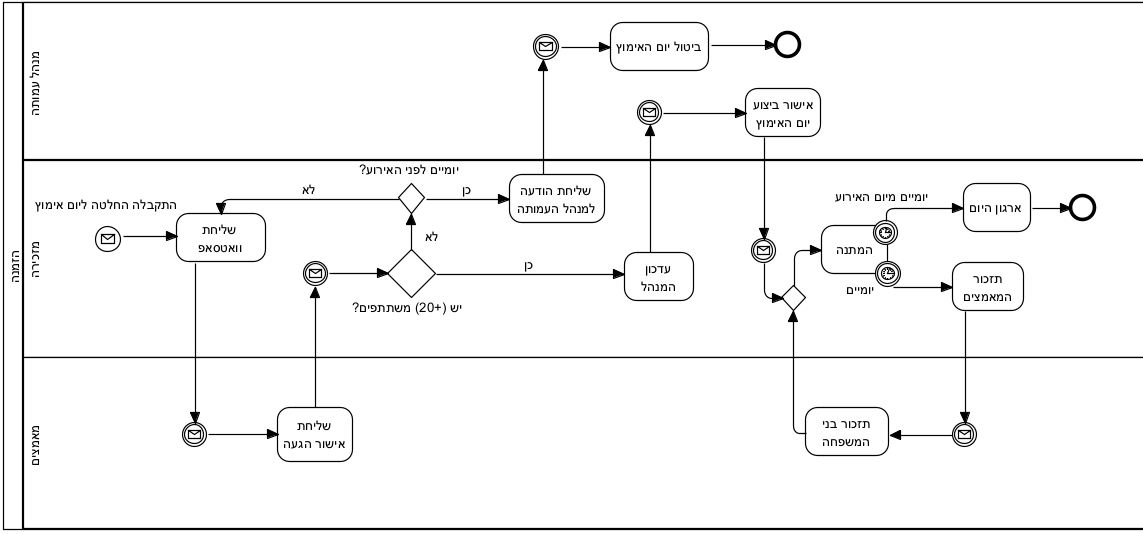 הזמנה
מנהל עמותה
ביטול יום האימוץ
אישור ביצוע
יום האימוץ
מזכירה
התקבלה החלטה ליום אימוץ
שליחת
וואטסאפ
לא
יומיים לפני האירוע?
כן
שליחת הודעה
למנהל העמותה
לא
יש (+20) משתתפים?
כן
עדכון
המנהל
המתנה
יומיים מיום האירוע
ארגון היום
יומיים
תזכור
המאמצים
מאמצים
שליחת
אישור הגעה
תזכור בני
המשפחה